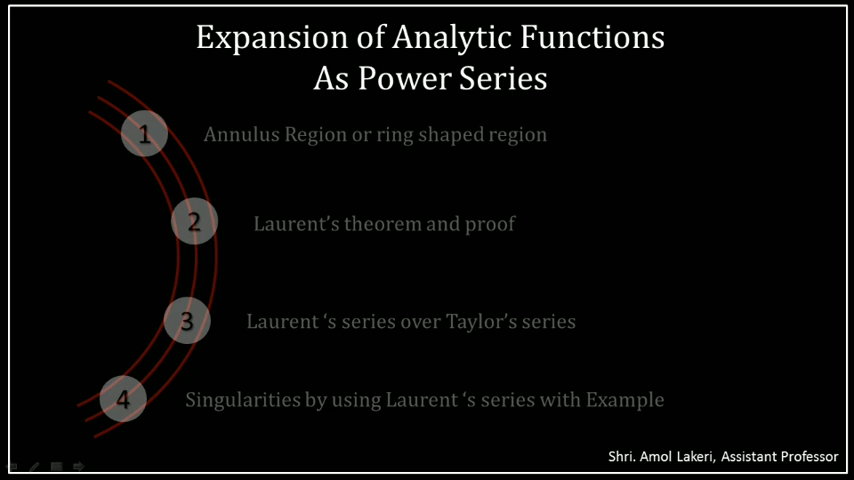 Expansion of Analytic Functions
As Power Series
1 Annulus Region or ring shaped region
2 Laurent’s theorem and proof
3 Laurent ‘s series over Taylor’s series
4 Singularities by using Laurent ‘s series with Example
Shri. Amol Lakeri, Assistant Professor